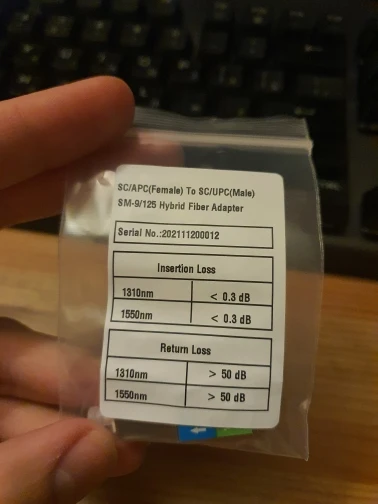 SC/APC(Female) To SC/UPC(Male)
SM-9/125 Hybrid Fiber Adapter
Serial No.:202111200012
Insertion Loss
1310nm < 0.3 dB
1550nm < 0.3 dB
Return Loss
1310nm > 50 dB
1550nm > 50 dB